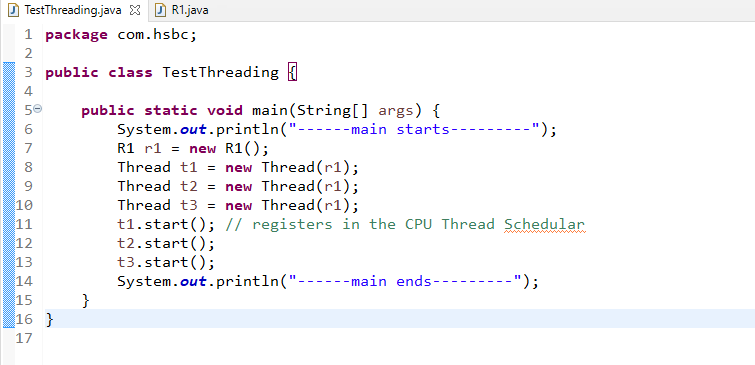 TestThreading.java R1.java
1 package com.hsbc;
2
3 public class TestThreading {
4
5 public static void main(String[] args) {
6 System.out.println("------main starts---------");
7 R1 r1 = new R1();
8 Thread t1 = new Thread(r1);
9 Thread t2 = new Thread(r1);
10 Thread t3 = new Thread(r1);
11 t1.start(); // registers in the CPU Thread Schedular
12 t2.start();
13 t3.start();
14 System.out.println("------main ends---------");
15 }
16 }
17